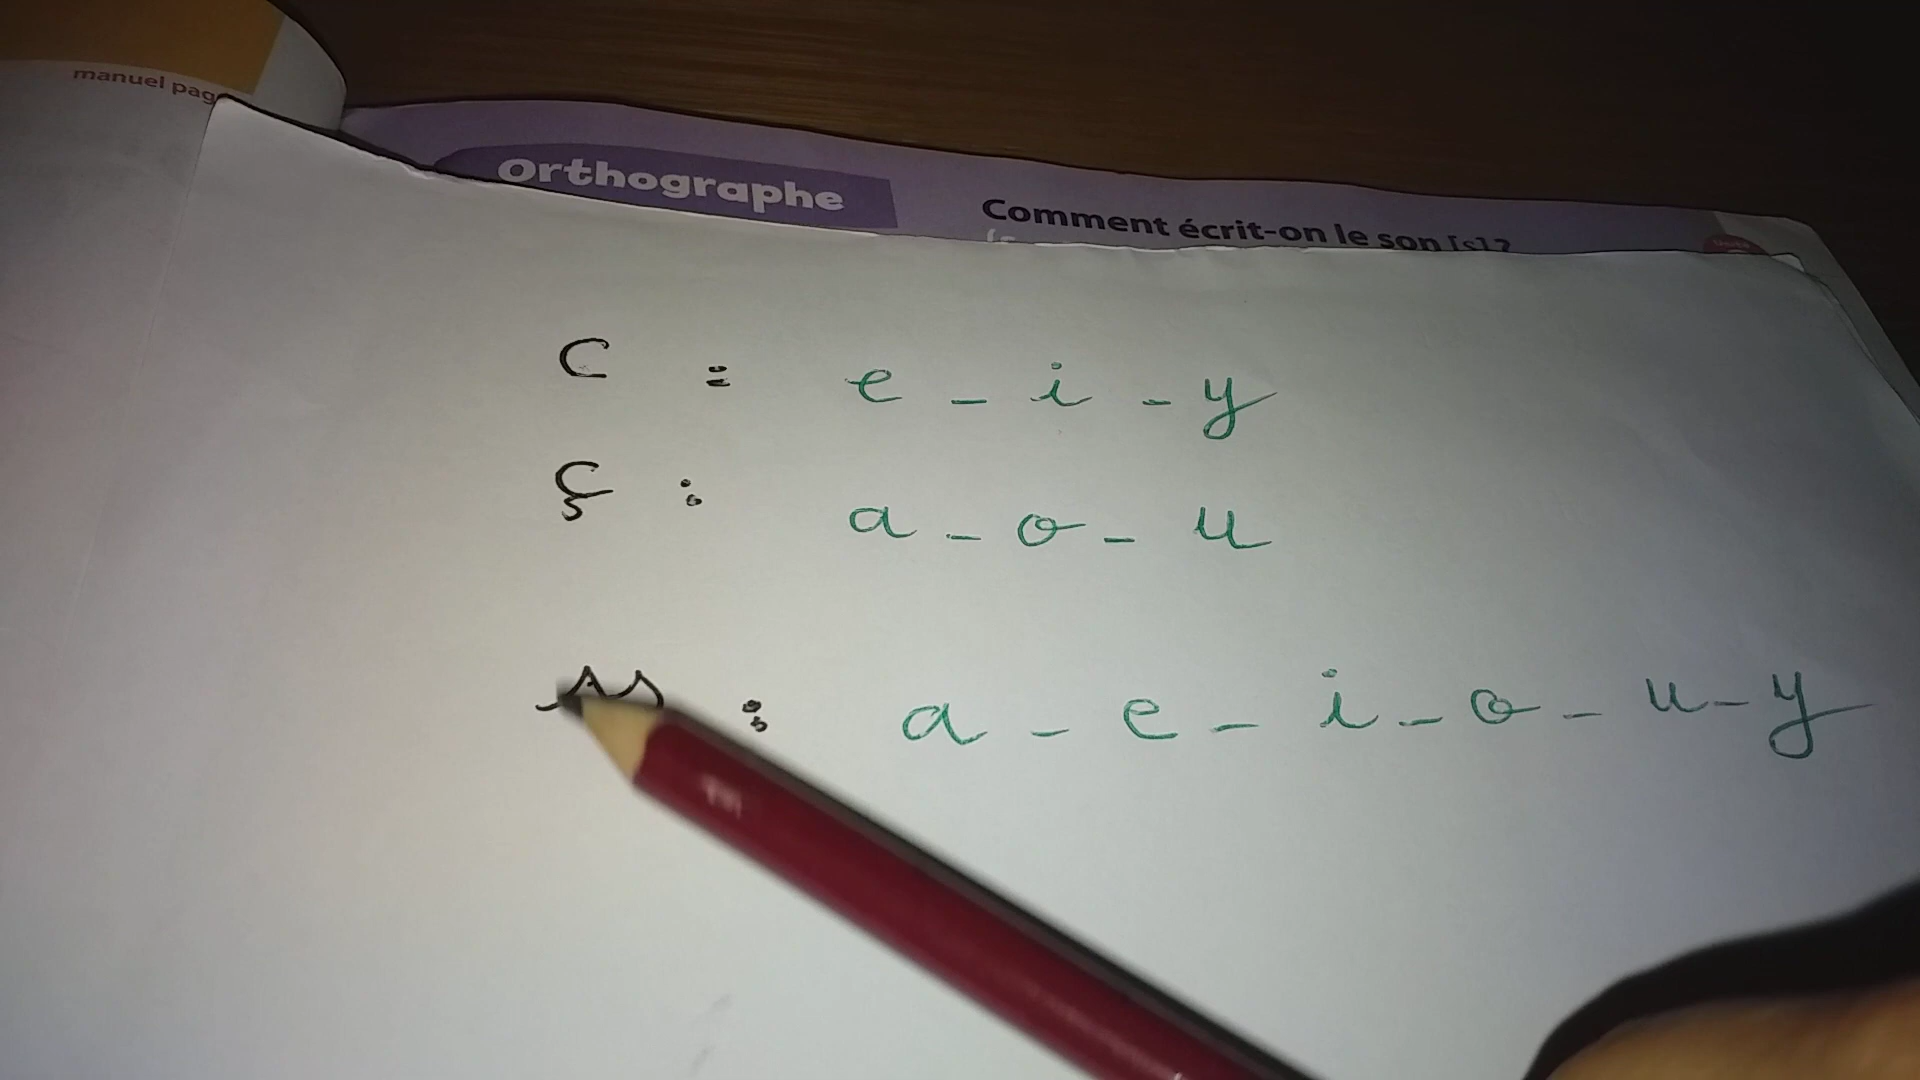 manuel pag
Orthographe
Comment écrit-on le son [s] ?
c : e - i - y
ç : a - o - u
ss : a - e - i - o - u - y